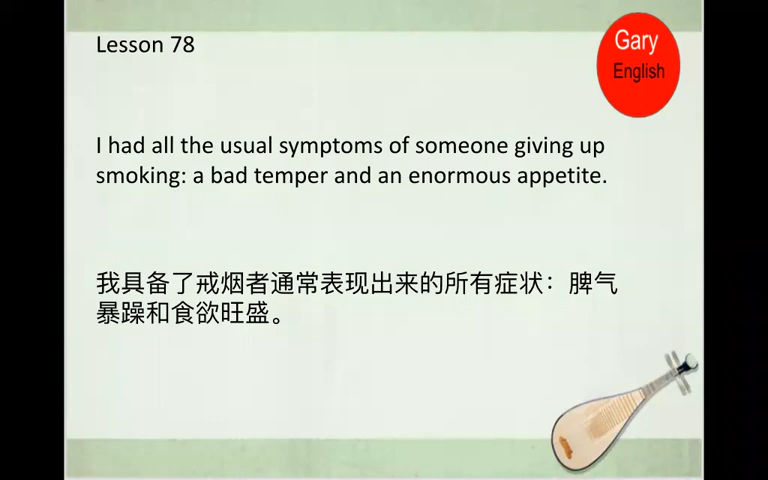 Lesson 78
Gary
English
I had all the usual symptoms of someone giving up
smoking: a bad temper and an enormous appetite.
我具备了戒烟者通常表现出来的所有症状：脾气
暴躁和食欲旺盛。